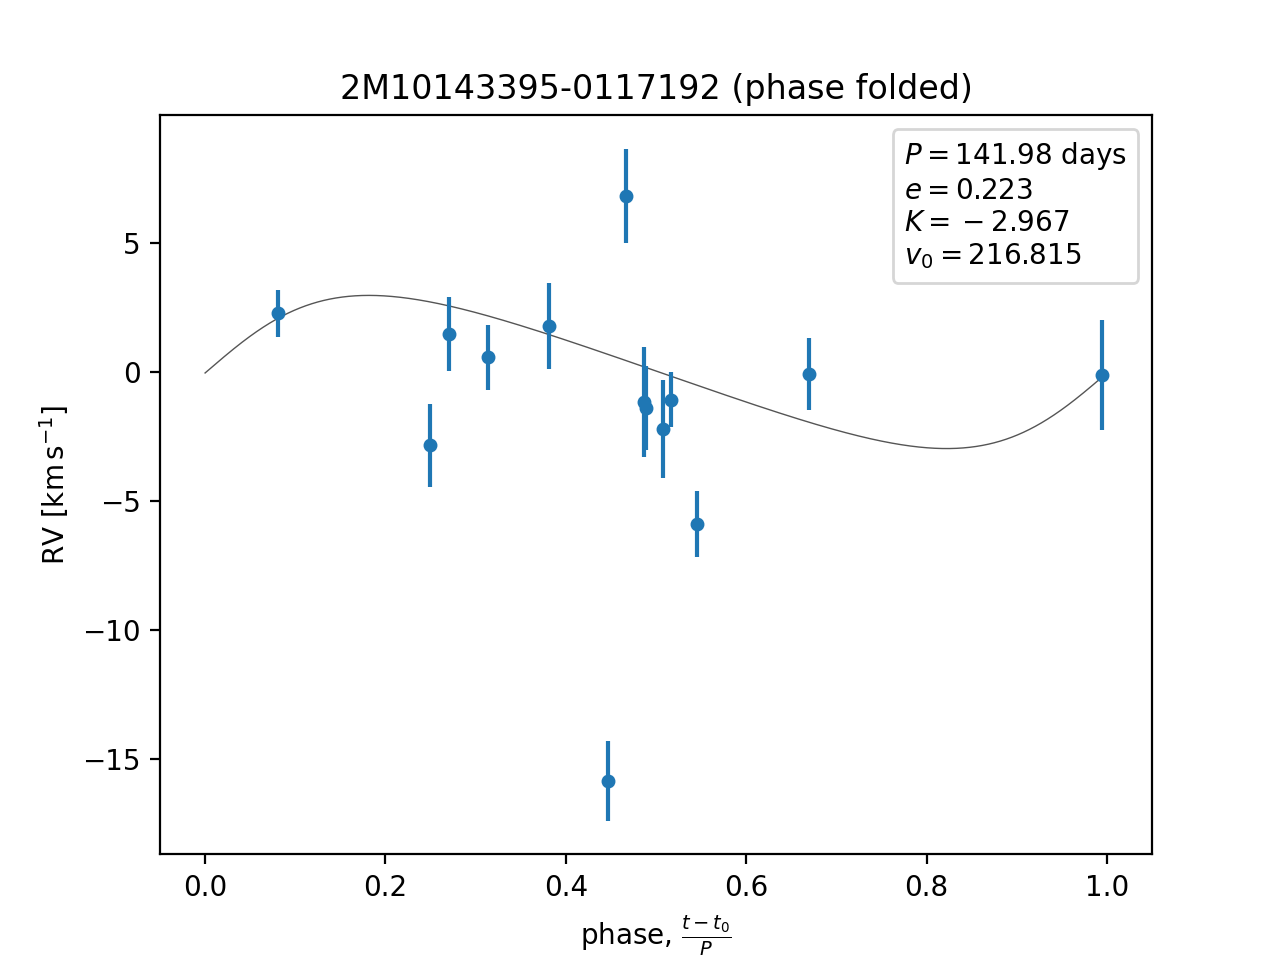 2M10143395-0117192 (phase folded)
P = 141.98 days
e = 0.223
K = −2.967
v₀ = 216.815
5
0
−5
−10
−15
RV [km s⁻¹]
0.0 0.2 0.4 0.6 0.8 1.0
phase, (t − t₀)/P